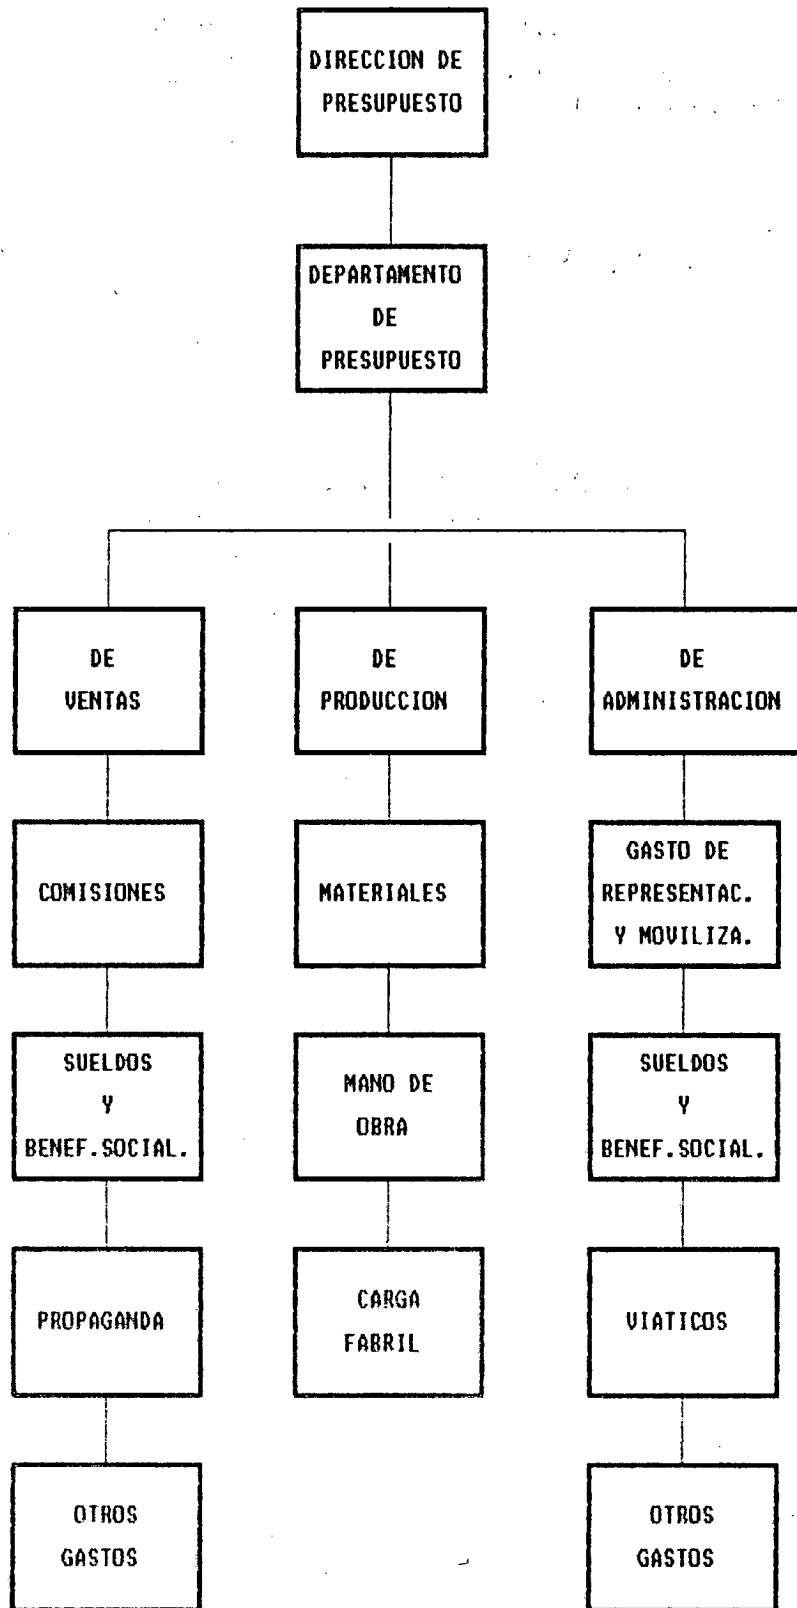 DIRECCION DE
PRESUPUESTO
DEPARTAMENTO
DE
PRESUPUESTO
DE
VENTAS
DE
PRODUCCION
DE
ADMINISTRACION
COMISIONES
MATERIALES
GASTO DE
REPRESENTAC.
Y MOVILIZA.
SUELDOS
Y
BENEF.SOCIAL.
MANO DE
OBRA
SUELDOS
Y
BENEF.SOCIAL.
PROPAGANDA
CARGA
FABRIL
VIATICOS
OTROS
GASTOS
OTROS
GASTOS